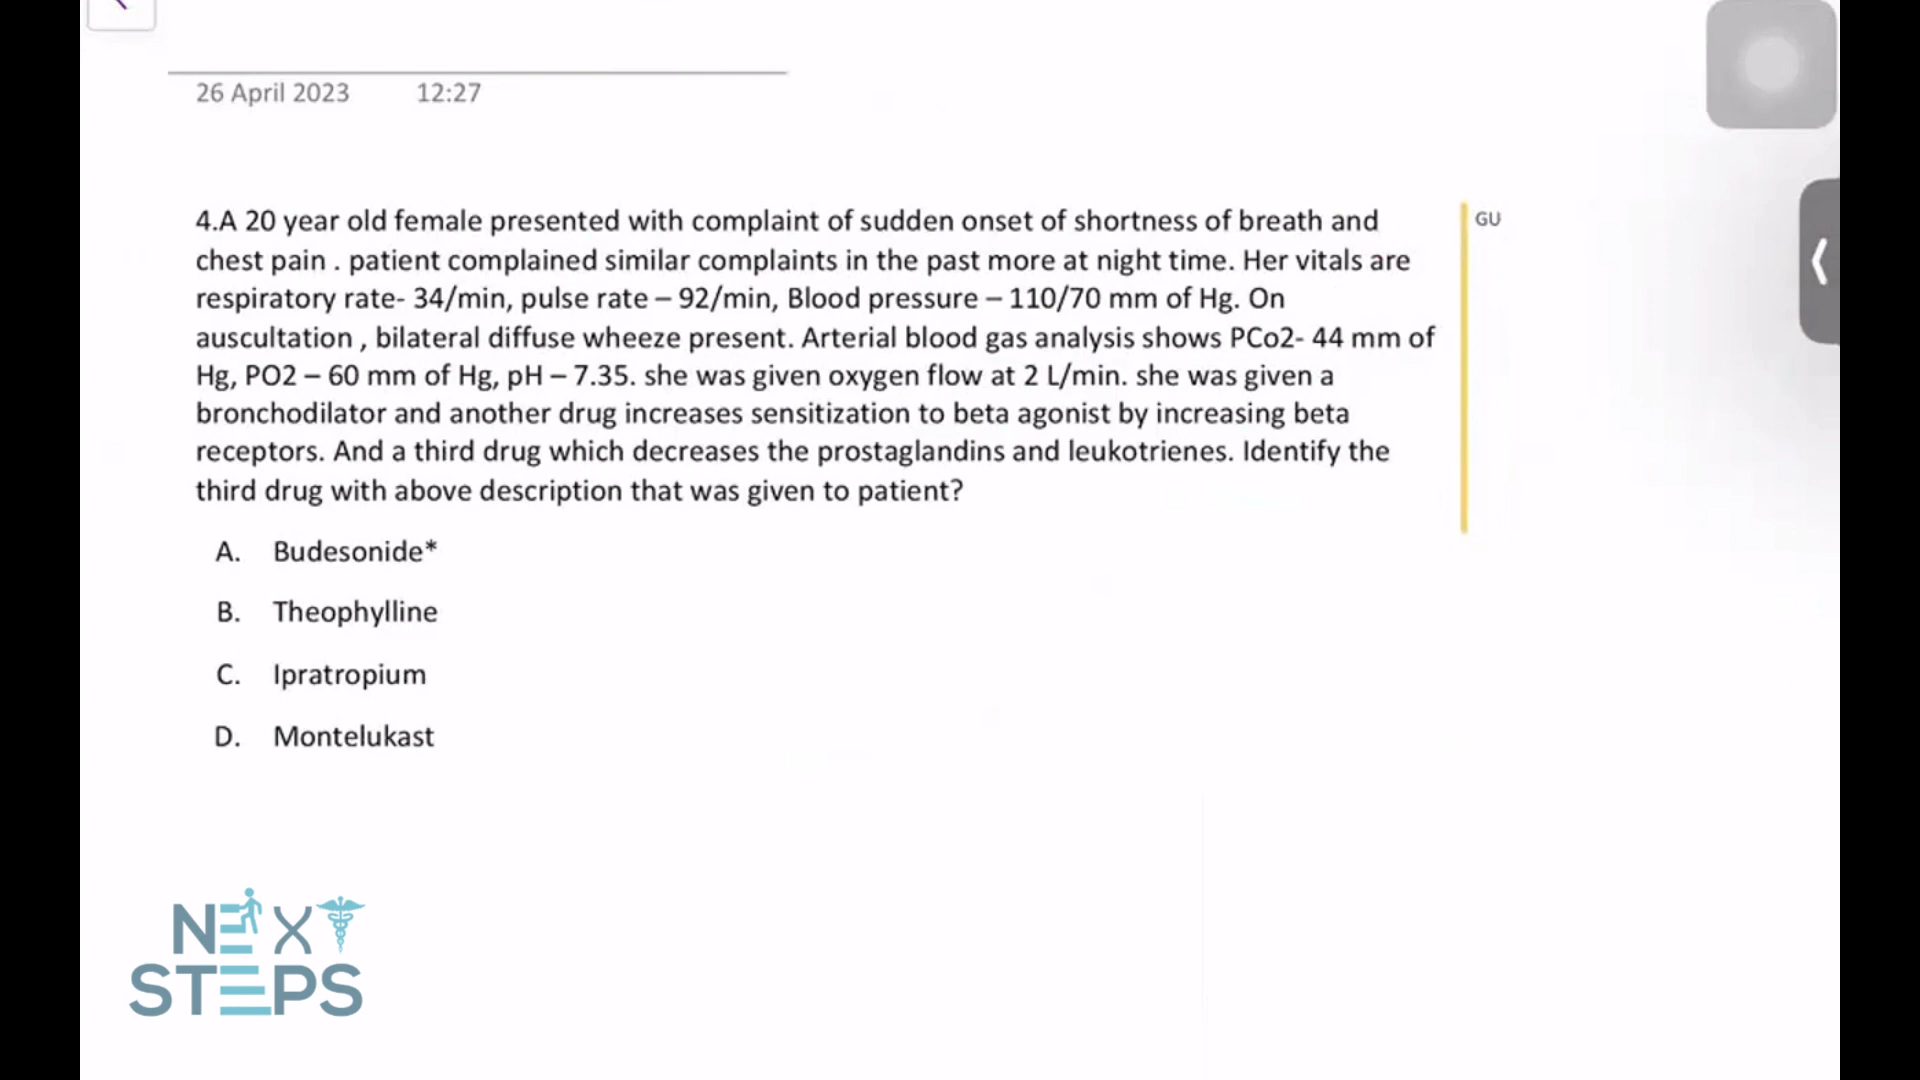 26 April 2023 12:27
4.A 20 year old female presented with complaint of sudden onset of shortness of breath and
chest pain . patient complained similar complaints in the past more at night time. Her vitals are
respiratory rate- 34/min, pulse rate – 92/min, Blood pressure – 110/70 mm of Hg. On
auscultation , bilateral diffuse wheeze present. Arterial blood gas analysis shows PCo2- 44 mm of
Hg, PO2 – 60 mm of Hg, pH – 7.35. she was given oxygen flow at 2 L/min. she was given a
bronchodilator and another drug increases sensitization to beta agonist by increasing beta
receptors. And a third drug which decreases the prostaglandins and leukotrienes. Identify the
third drug with above description that was given to patient?
GU
A. Budesonide*
B. Theophylline
C. Ipratropium
D. Montelukast
NEXT
STEPS